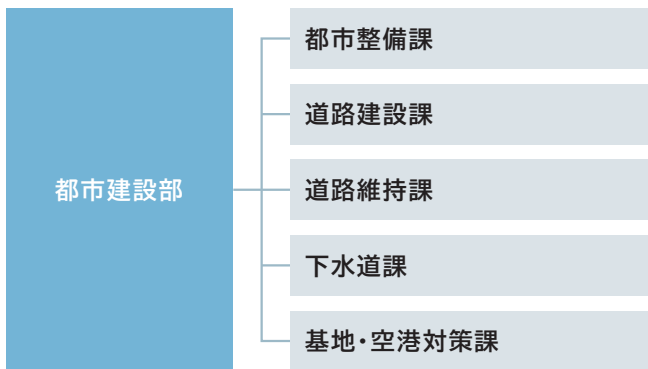 都市建設部
都市整備課
道路建設課
道路維持課
下水道課
基地・空港対策課